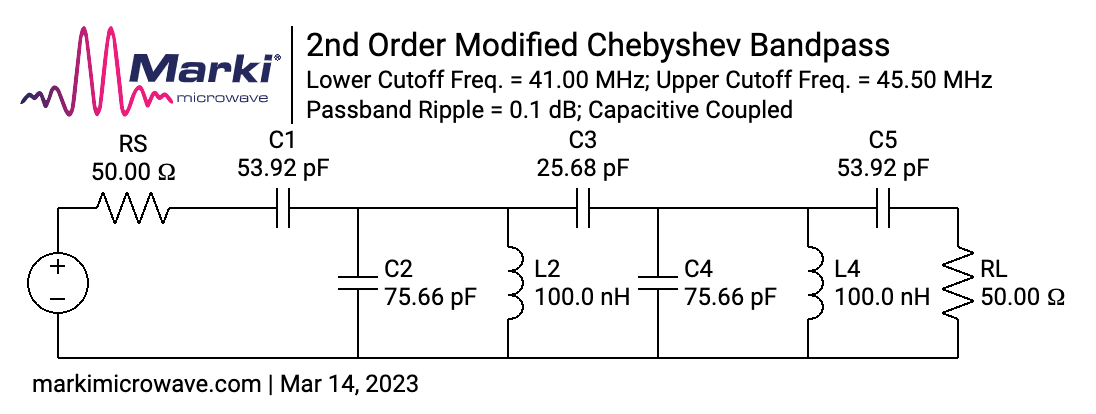 Marki®
microwave
2nd Order Modified Chebyshev Bandpass
Lower Cutoff Freq. = 41.00 MHz; Upper Cutoff Freq. = 45.50 MHz
Passband Ripple = 0.1 dB; Capacitive Coupled
RS
50.00 Ω
C1
53.92 pF
C3
25.68 pF
C5
53.92 pF
+
−
C2
75.66 pF
L2
100.0 nH
C4
75.66 pF
L4
100.0 nH
RL
50.00 Ω
markimicrowave.com | Mar 14, 2023